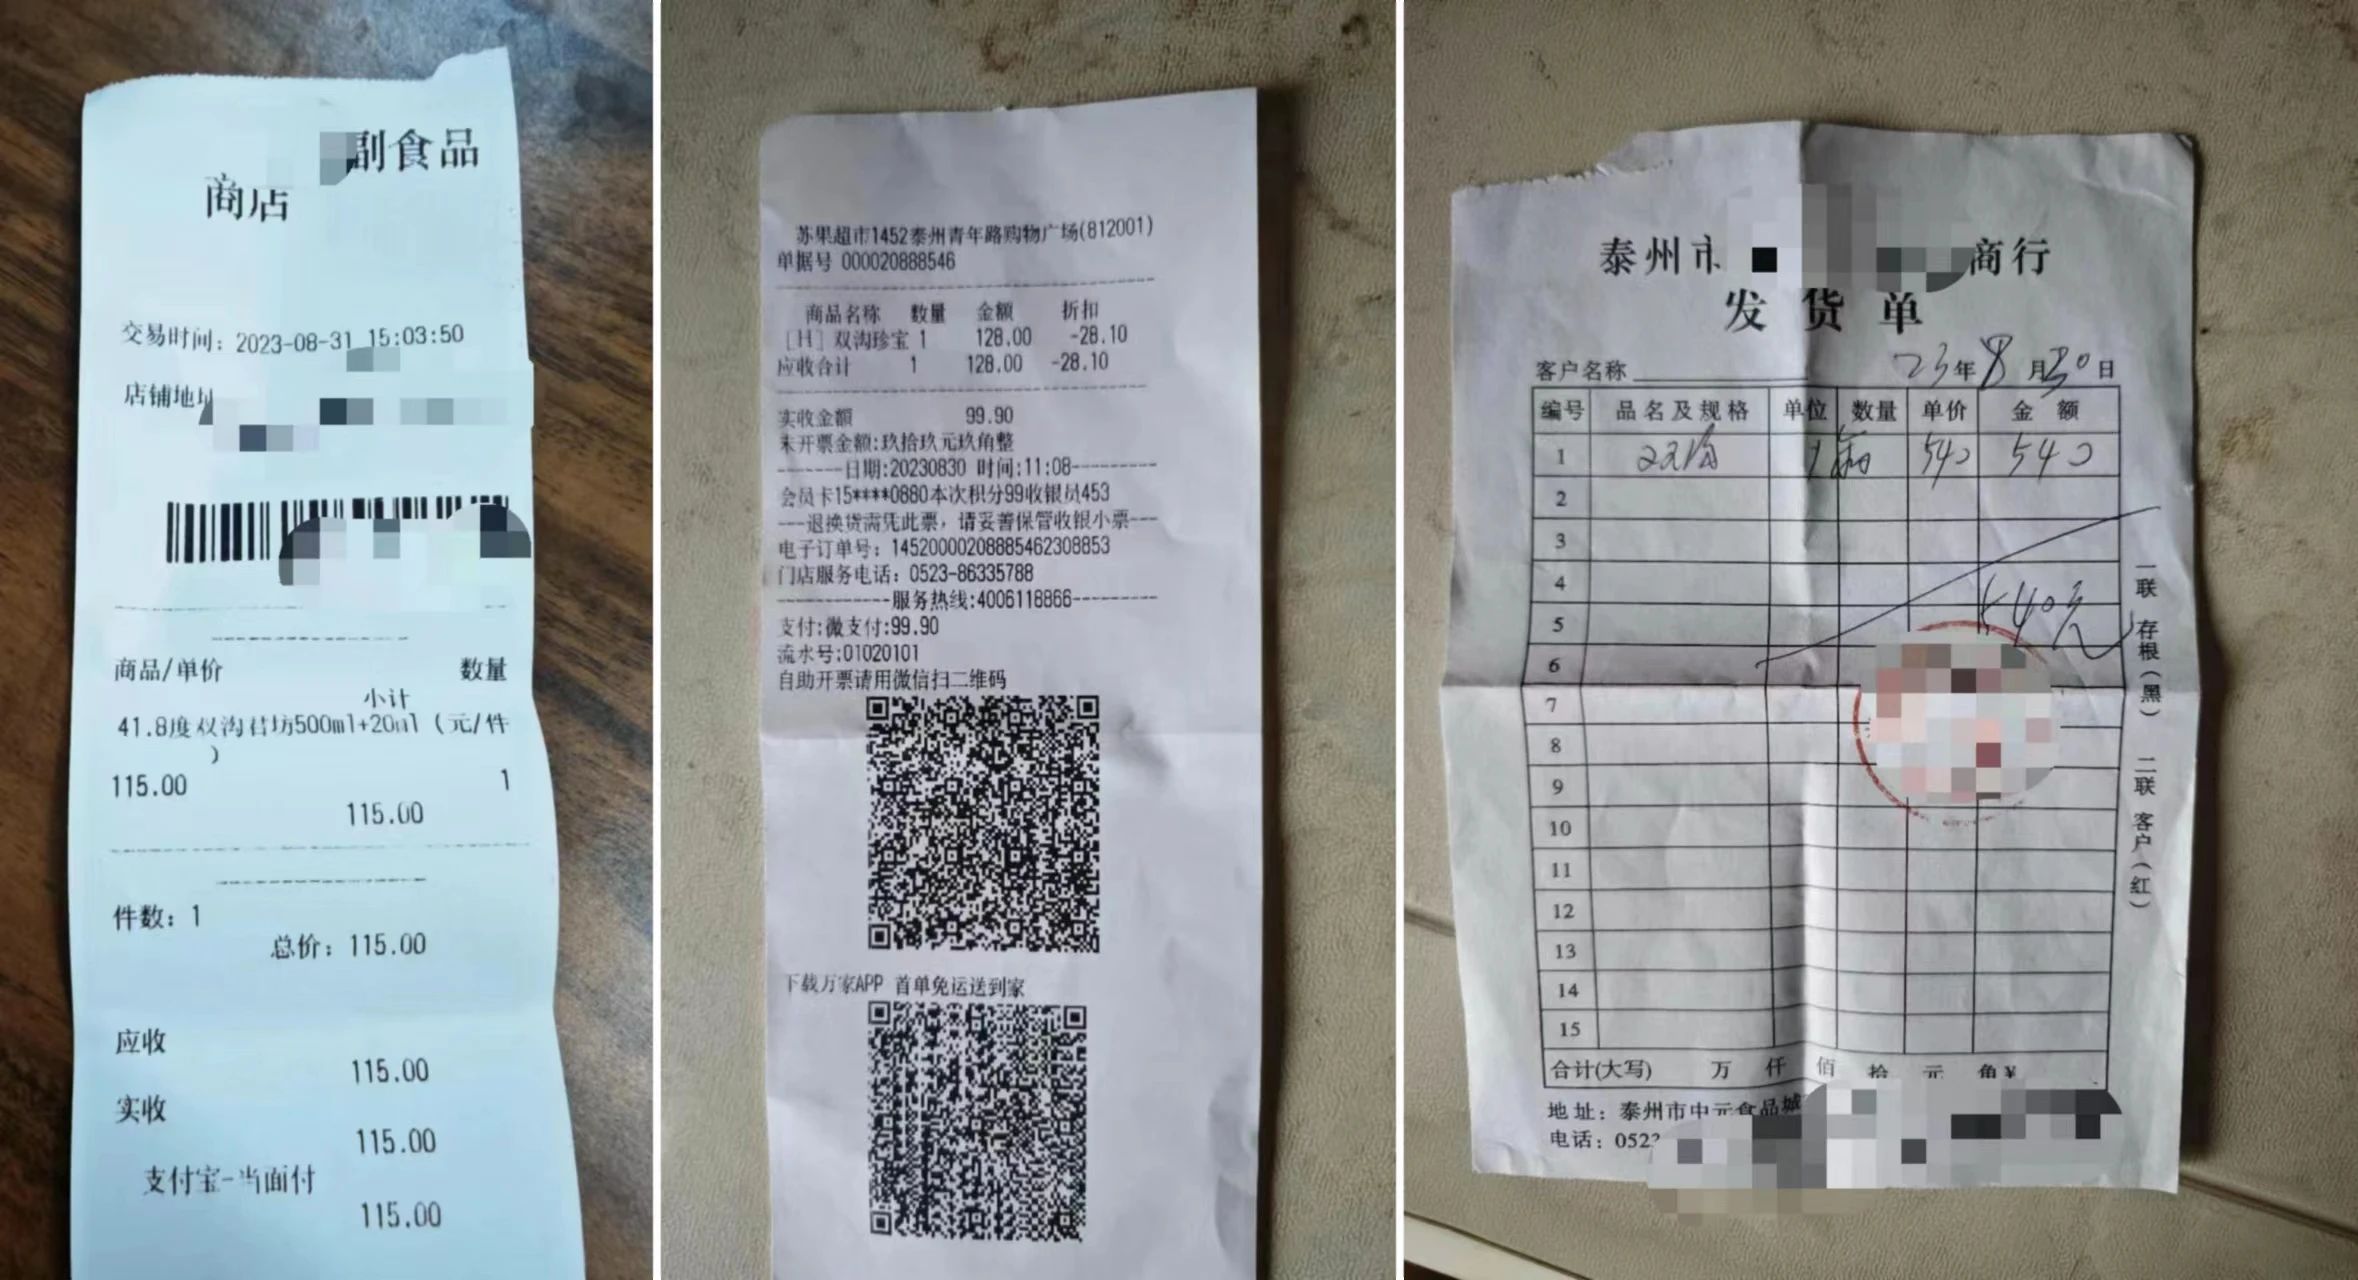 副食品
商店
交易时间：2023-08-31 15:03:50
店铺地址
商品/单价 数量
小计
41.8度双沟君坊500ml+20ml（元/件
）
115.00 1
115.00
件数：1
总价：115.00
应收
115.00
实收
115.00
支付宝-当面付
115.00
苏果超市1452泰州青年路购物广场(812001)
单据号 000020888546
商品名称 数量 金额 折扣
[H]双沟珍宝 1 128.00 -28.10
应收合计 1 128.00 -28.10
实收金额 99.90
未开票金额:玖拾玖元玖角整
-------日期:20230830 时间:11:08---------
会员卡15****0880本次积分99收银员453
---退换货需凭此票，请妥善保管收银小票---
电子订单号：14520000208885462308853
门店服务电话：0523-86335788
------------服务热线:4006118866---------
支付:微支付:99.90
流水号:01020101
自助开票请用微信扫二维码
下载万家APP 首单免运送到家
泰州市 商行
发货单
客户名称 23年8月30日
编号 品名及规格 单位 数量 单价 金额
1 1箱 540 540
2
3
4
5 540元
6
7
8
9
10
11
12
13
14
15
合计(大写) 万 仟 佰 拾 元 角¥
地址：泰州市中元食品城
电话：0523
一联 存根（黑） 二联 客户（红）